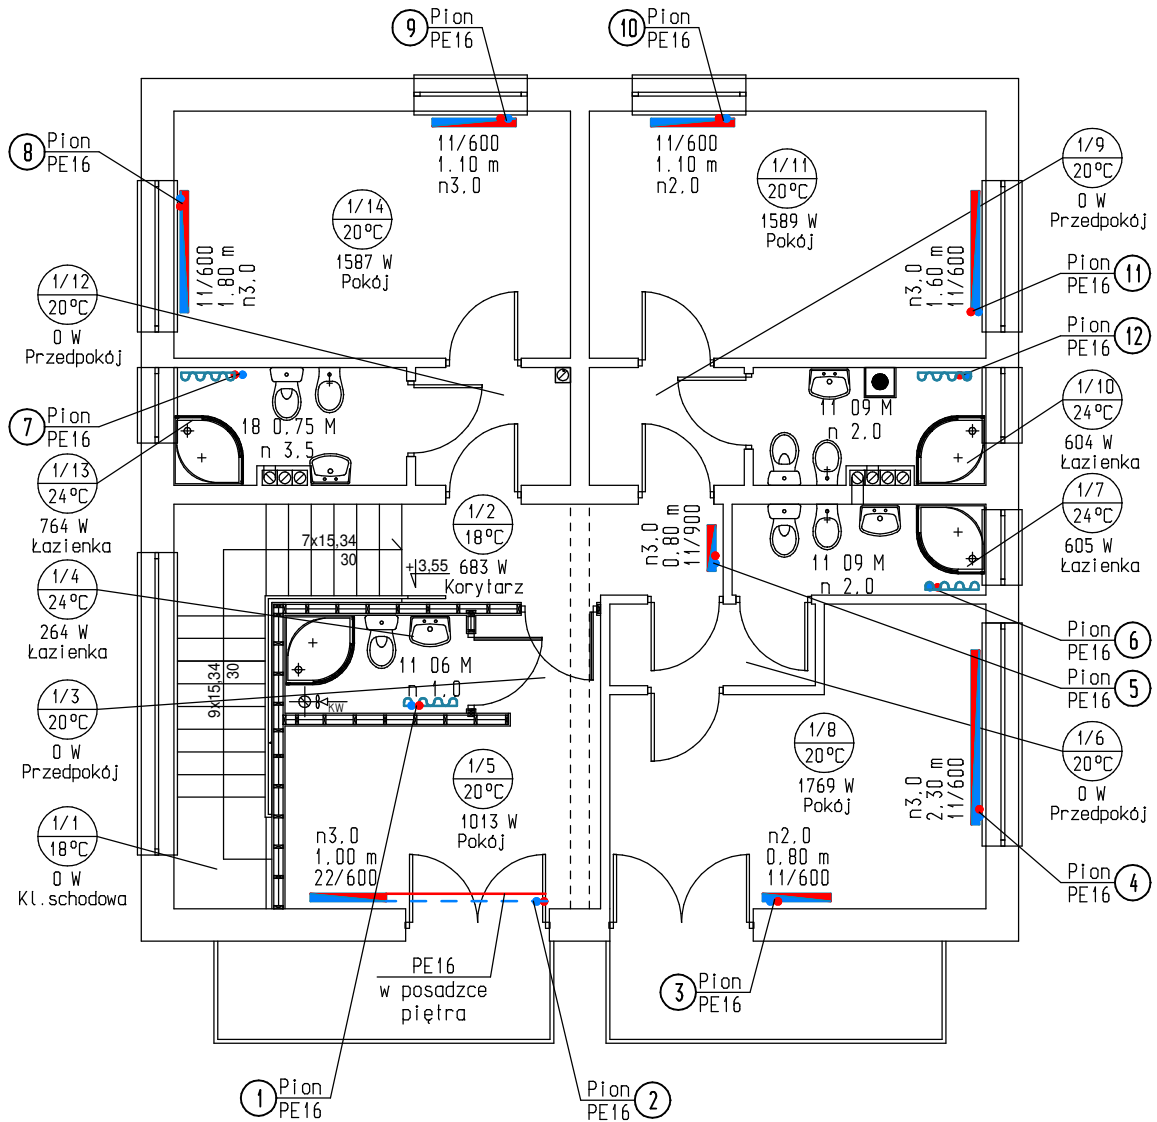 9
Pion
PE16
10
Pion
PE16
8
Pion
PE16
11/600
1.10 m
n3,0
11/600
1.10 m
n2,0
1/9
20°C
0 W
Przedpokój
1/14
20°C
1587 W
Pokój
1/11
20°C
1589 W
Pokój
11/600
1.80 m
n3,0
n3,0
1.60 m
11/600
Pion
PE16
11
1/12
20°C
0 W
Przedpokój
Pion
PE16
12
7
Pion
PE16
18 0.75 M
n 3,5
11 09 M
n 2,0
1/10
24°C
604 W
Łazienka
1/13
24°C
764 W
Łazienka
1/2
18°C
683 W
Korytarz
n3,0
0.80 m
11/900
1/7
24°C
605 W
Łazienka
7x15,34
30
+3,55
11 09 M
n 2,0
1/4
24°C
264 W
Łazienka
Pion
PE16
6
11 06 M
n 1,0
KW
9x15,34
30
Pion
PE16
5
1/3
20°C
0 W
Przedpokój
1/8
20°C
1769 W
Pokój
1/6
20°C
0 W
Przedpokój
1/5
20°C
1013 W
Pokój
n3,0
2.30 m
11/600
1/1
18°C
0 W
Kl.schodowa
n3,0
1.00 m
22/600
n2,0
0.80 m
11/600
Pion
PE16
4
PE16
w posadzce
piętra
3
Pion
PE16
1
Pion
PE16
Pion
PE16
2